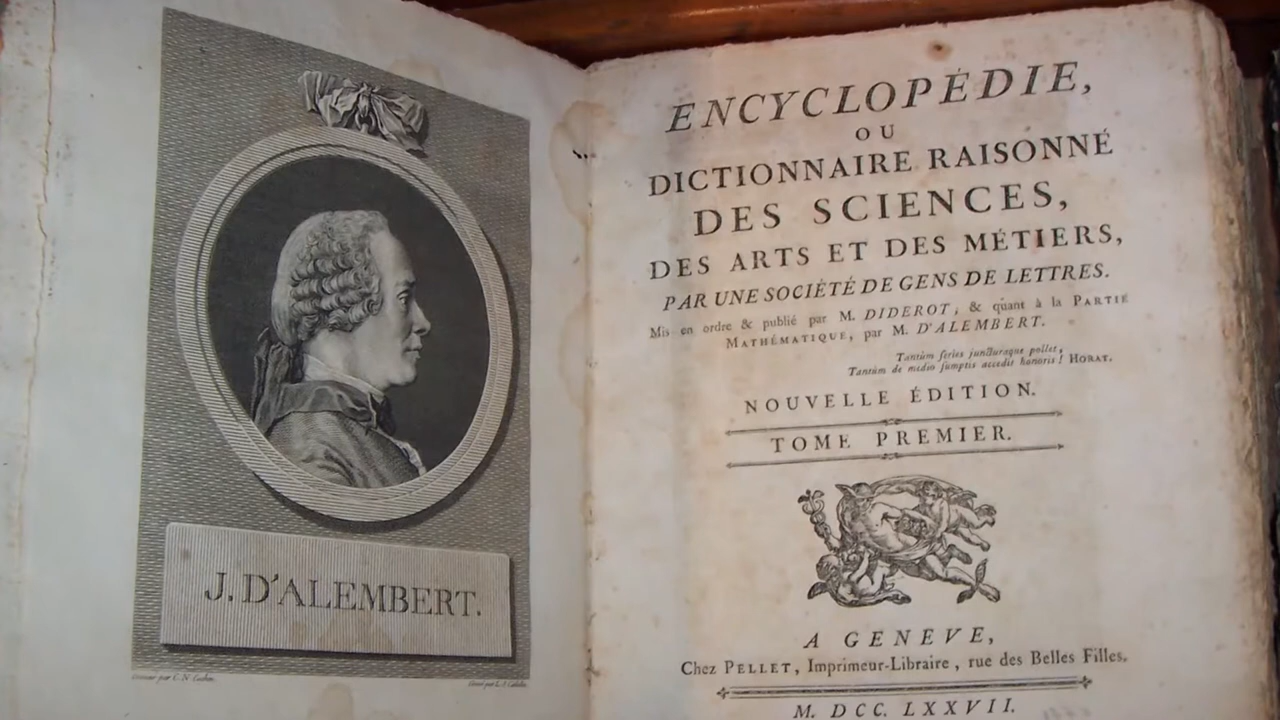 J. D'ALEMBERT.
ENCYCLOPÉDIE,
OU
DICTIONNAIRE RAISONNÉ
DES SCIENCES,
DES ARTS ET DES MÉTIERS,
PAR UNE SOCIÉTÉ DE GENS DE LETTRES.
Mis en ordre & publié par M. DIDEROT, & quant à la PARTIE
MATHÉMATIQUE, par M. D'ALEMBERT.
Tantùm series juncturaque pollet,
Tantùm de medio sumptis accedit honoris! HORAT.
NOUVELLE ÉDITION.
TOME PREMIER.
A GENEVE,
Chez PELLET, Imprimeur-Libraire, rue des Belles Filles.
M. DCC. LXXVII.